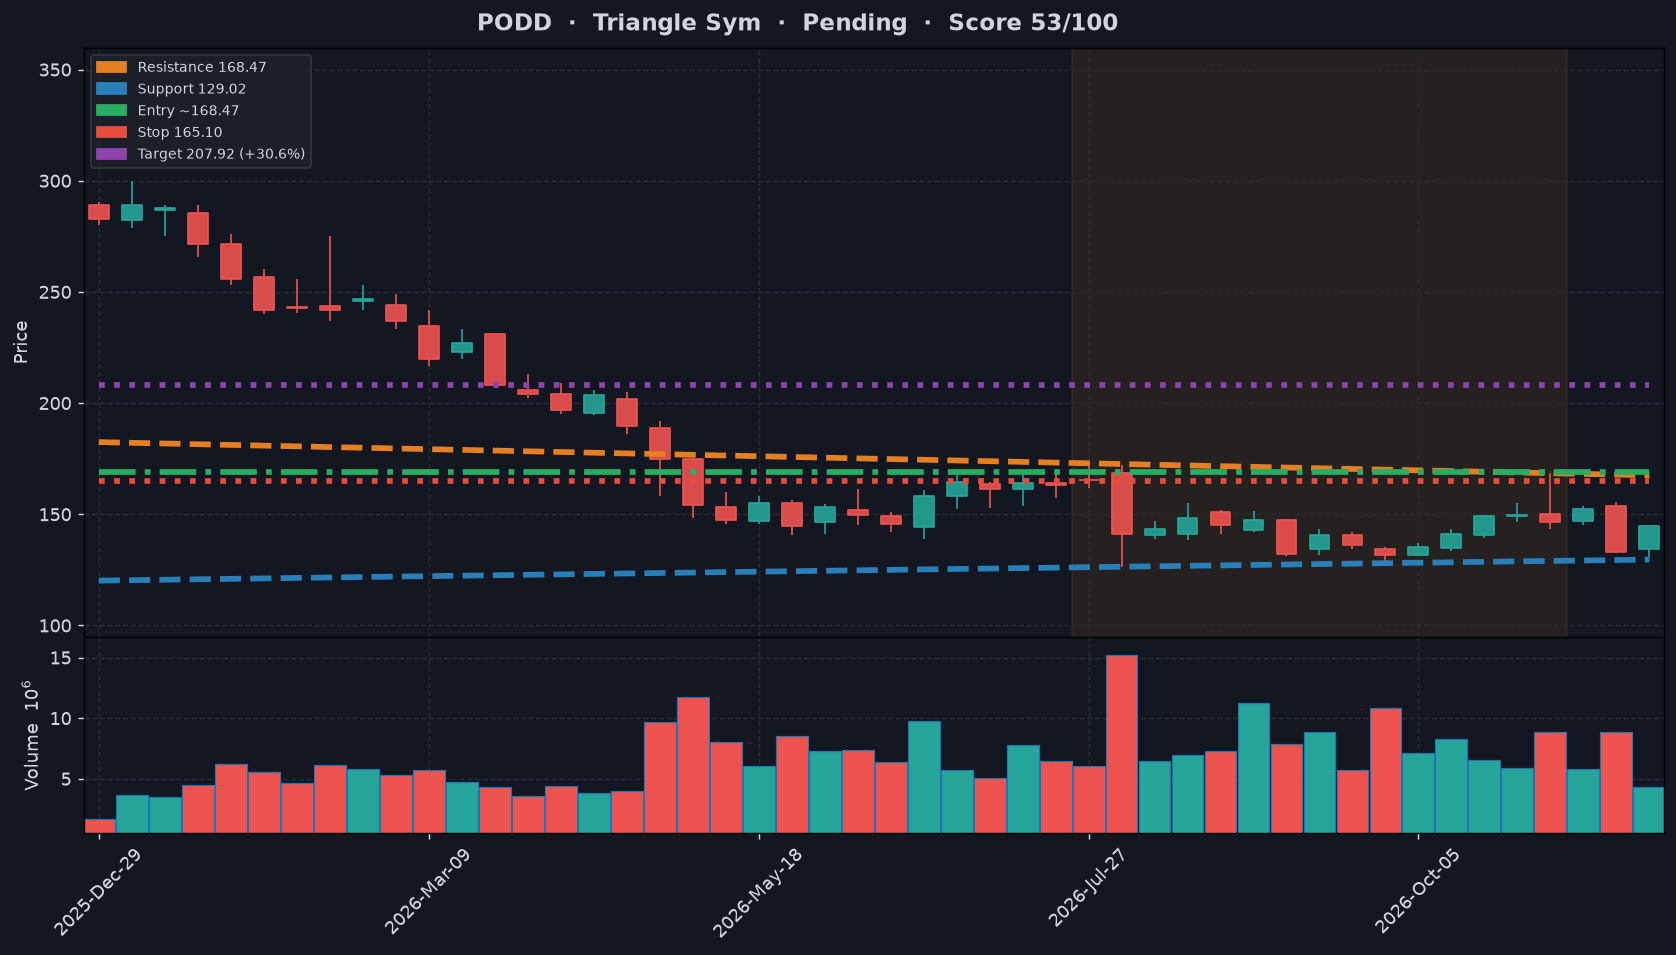 PODD · Triangle Sym · Pending · Score 53/100
Resistance 168.47
Support 129.02
Entry ~168.47
Stop 165.10
Target 207.92 (+30.6%)
350
300
250
200
150
100
Price
15
10
5
Volume 10⁶
2025-Dec-29
2026-Mar-09
2026-May-18
2026-Jul-27
2026-Oct-05